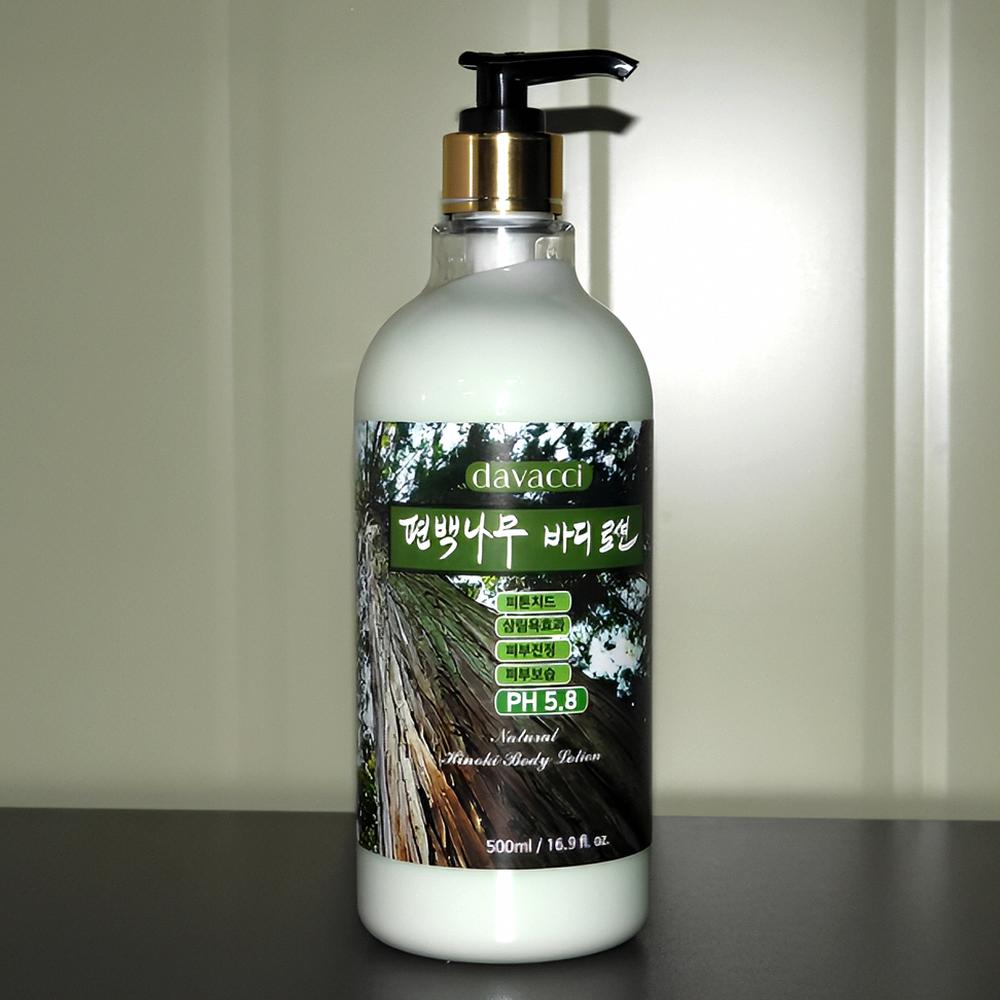 davacci
편백나무 바디 로션
피톤치드
삼림욕효과
피부진정
피부보습
PH 5.8
Natural
Hinoki Body Lotion
500ml / 16.9 fl. oz.